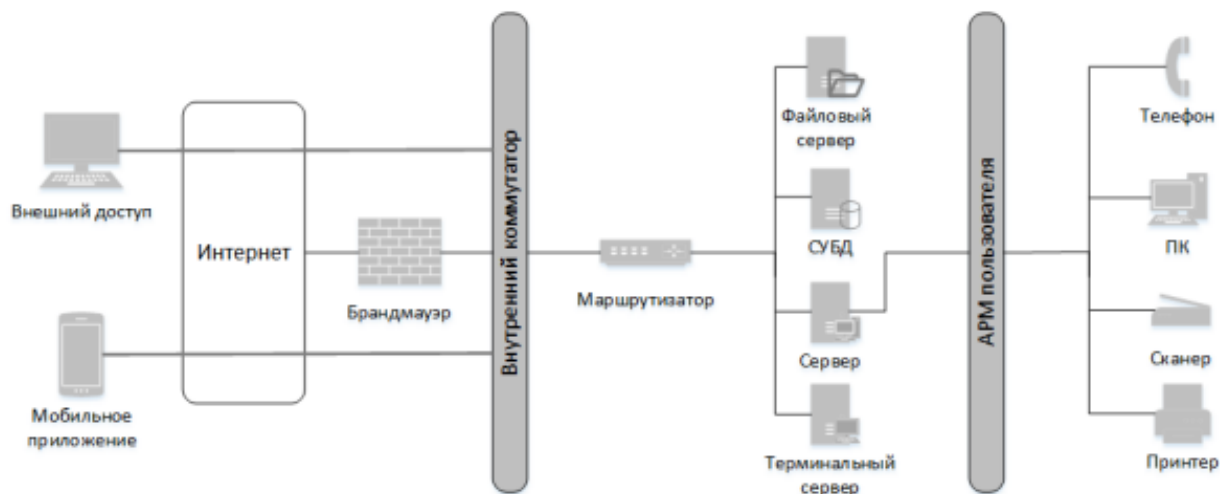 Внешний доступ
Мобильное
приложение
Интернет
Брандмауэр
Внутренний коммутатор
Маршрутизатор
Файловый
сервер
СУБД
Сервер
Терминальный
сервер
АРМ пользователя
Телефон
ПК
Сканер
Принтер